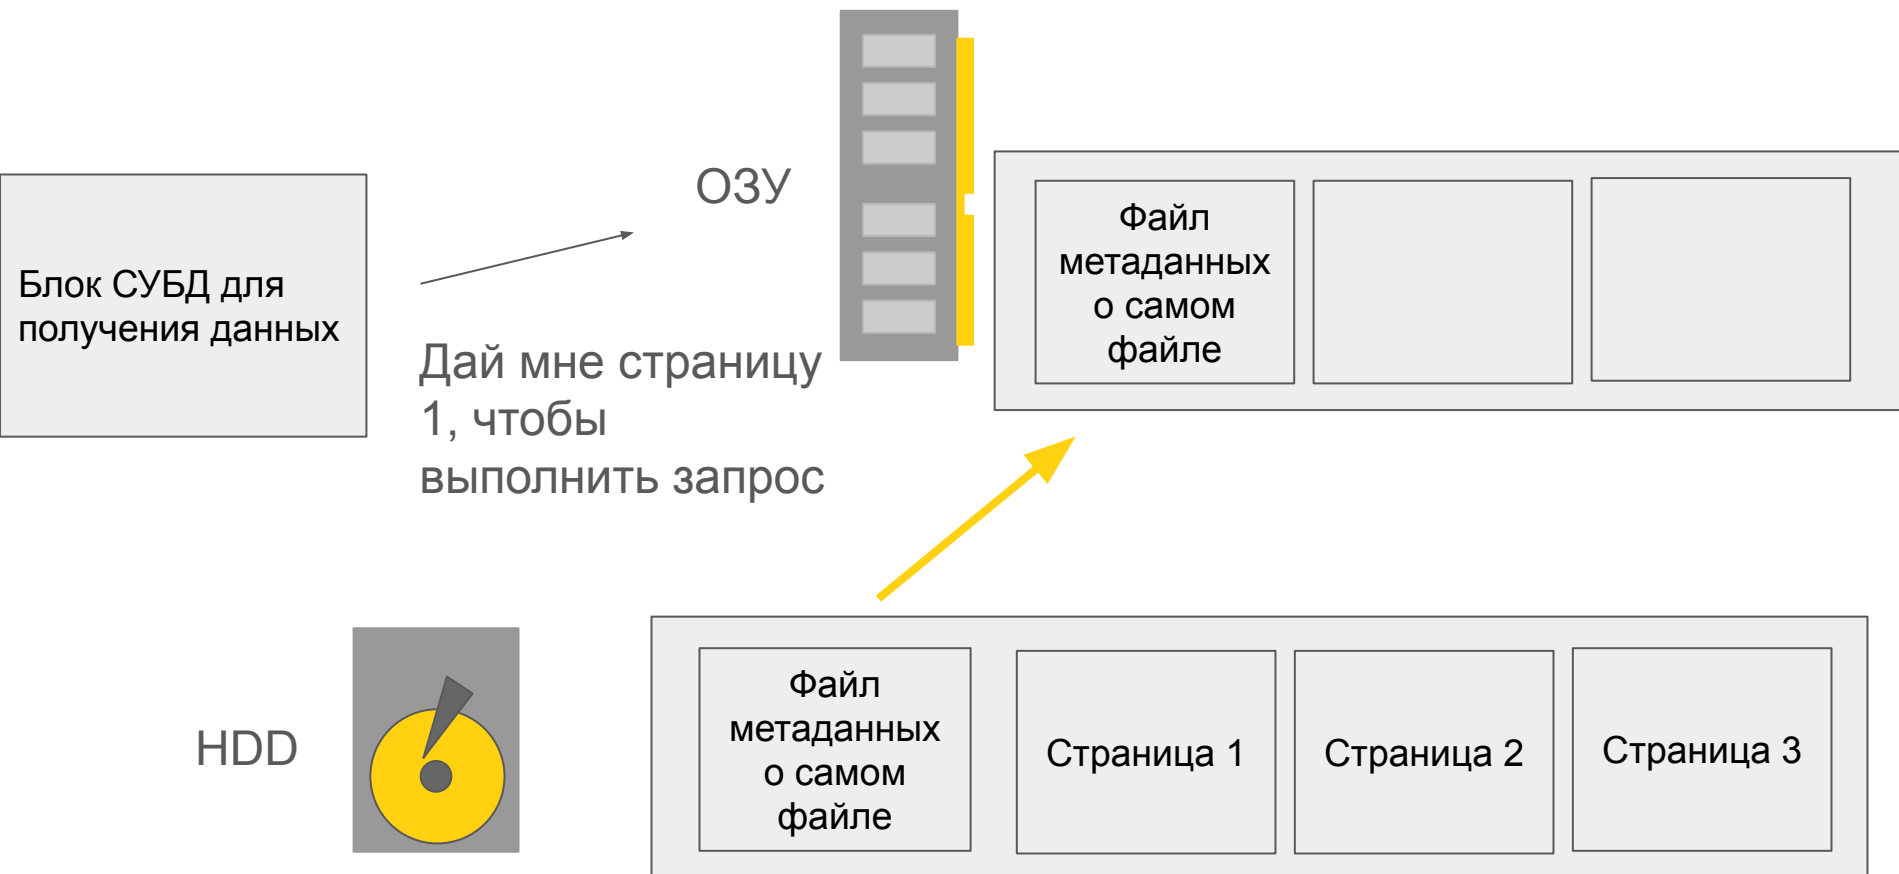 ОЗУ
Блок СУБД для
получения данных
Файл
метаданных
о самом
файле
Дай мне страницу
1, чтобы
выполнить запрос
HDD
Файл
метаданных
о самом
файле
Страница 1
Страница 2
Страница 3